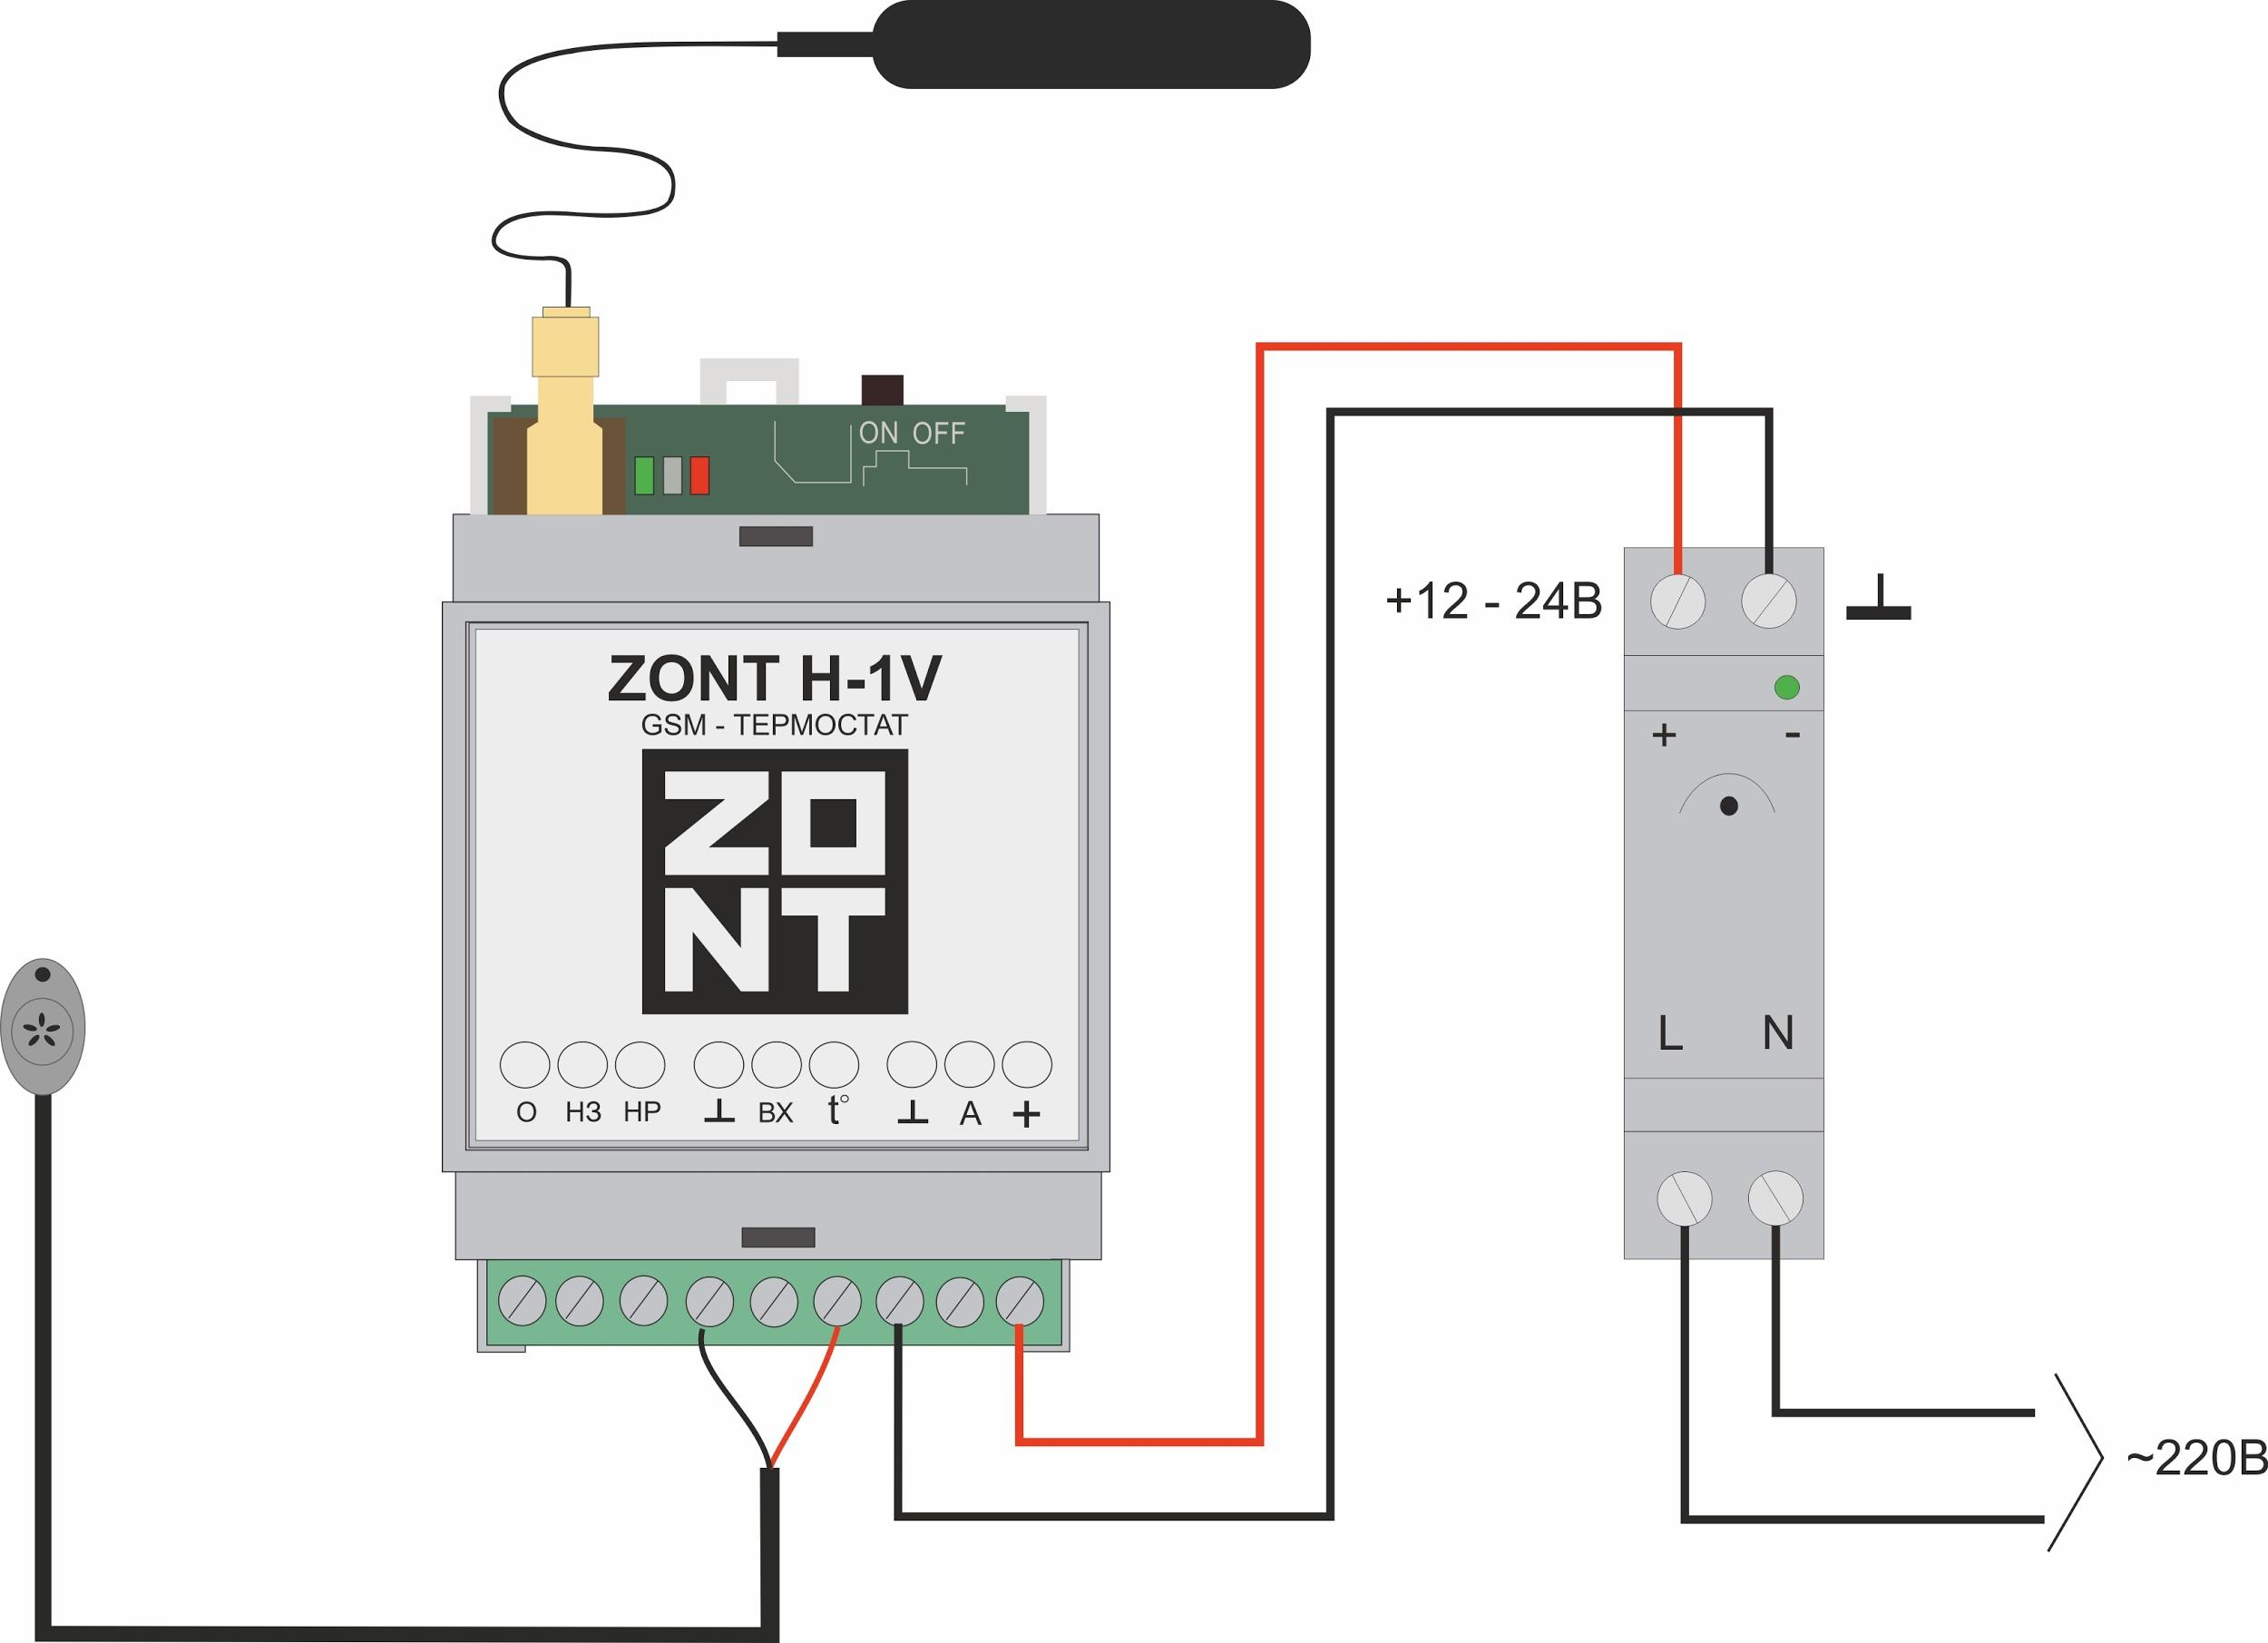 ON OFF
+12 - 24В
ZONT H-1V
GSM - ТЕРМОСТАТ
+ -
ZO
NT
L N
О НЗ НР ⊥ ВХ t° ⊥ А +
~220В